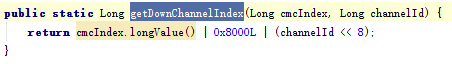 public static Long getDownChannelIndex(Long cmcIndex, Long channelId) {
return cmcIndex.longValue() | 0x8000L | (channelId << 8);
}